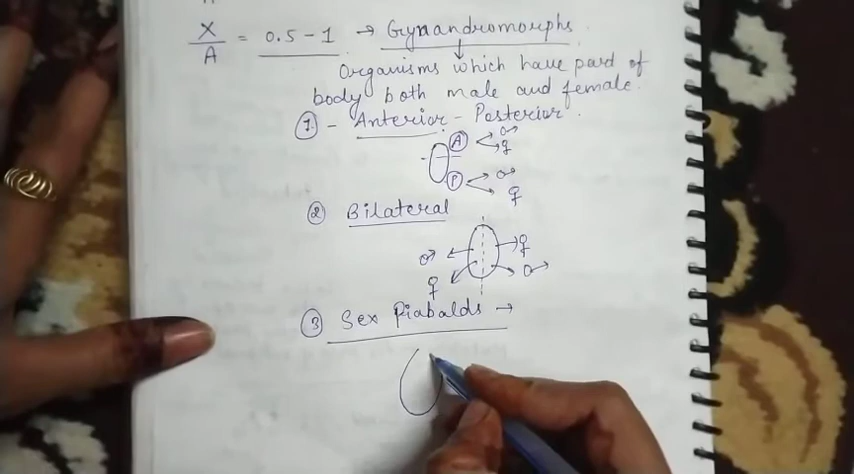 X/A = 0.5 - 1 → Gynandromorphs
Organisms which have part of
body both male and female.
① - Anterior - Posterior.
A ♂ ♀
P ♂ ♀
② Bilateral
♂ ♀
♀ ♂
③ Sex Piabalds →